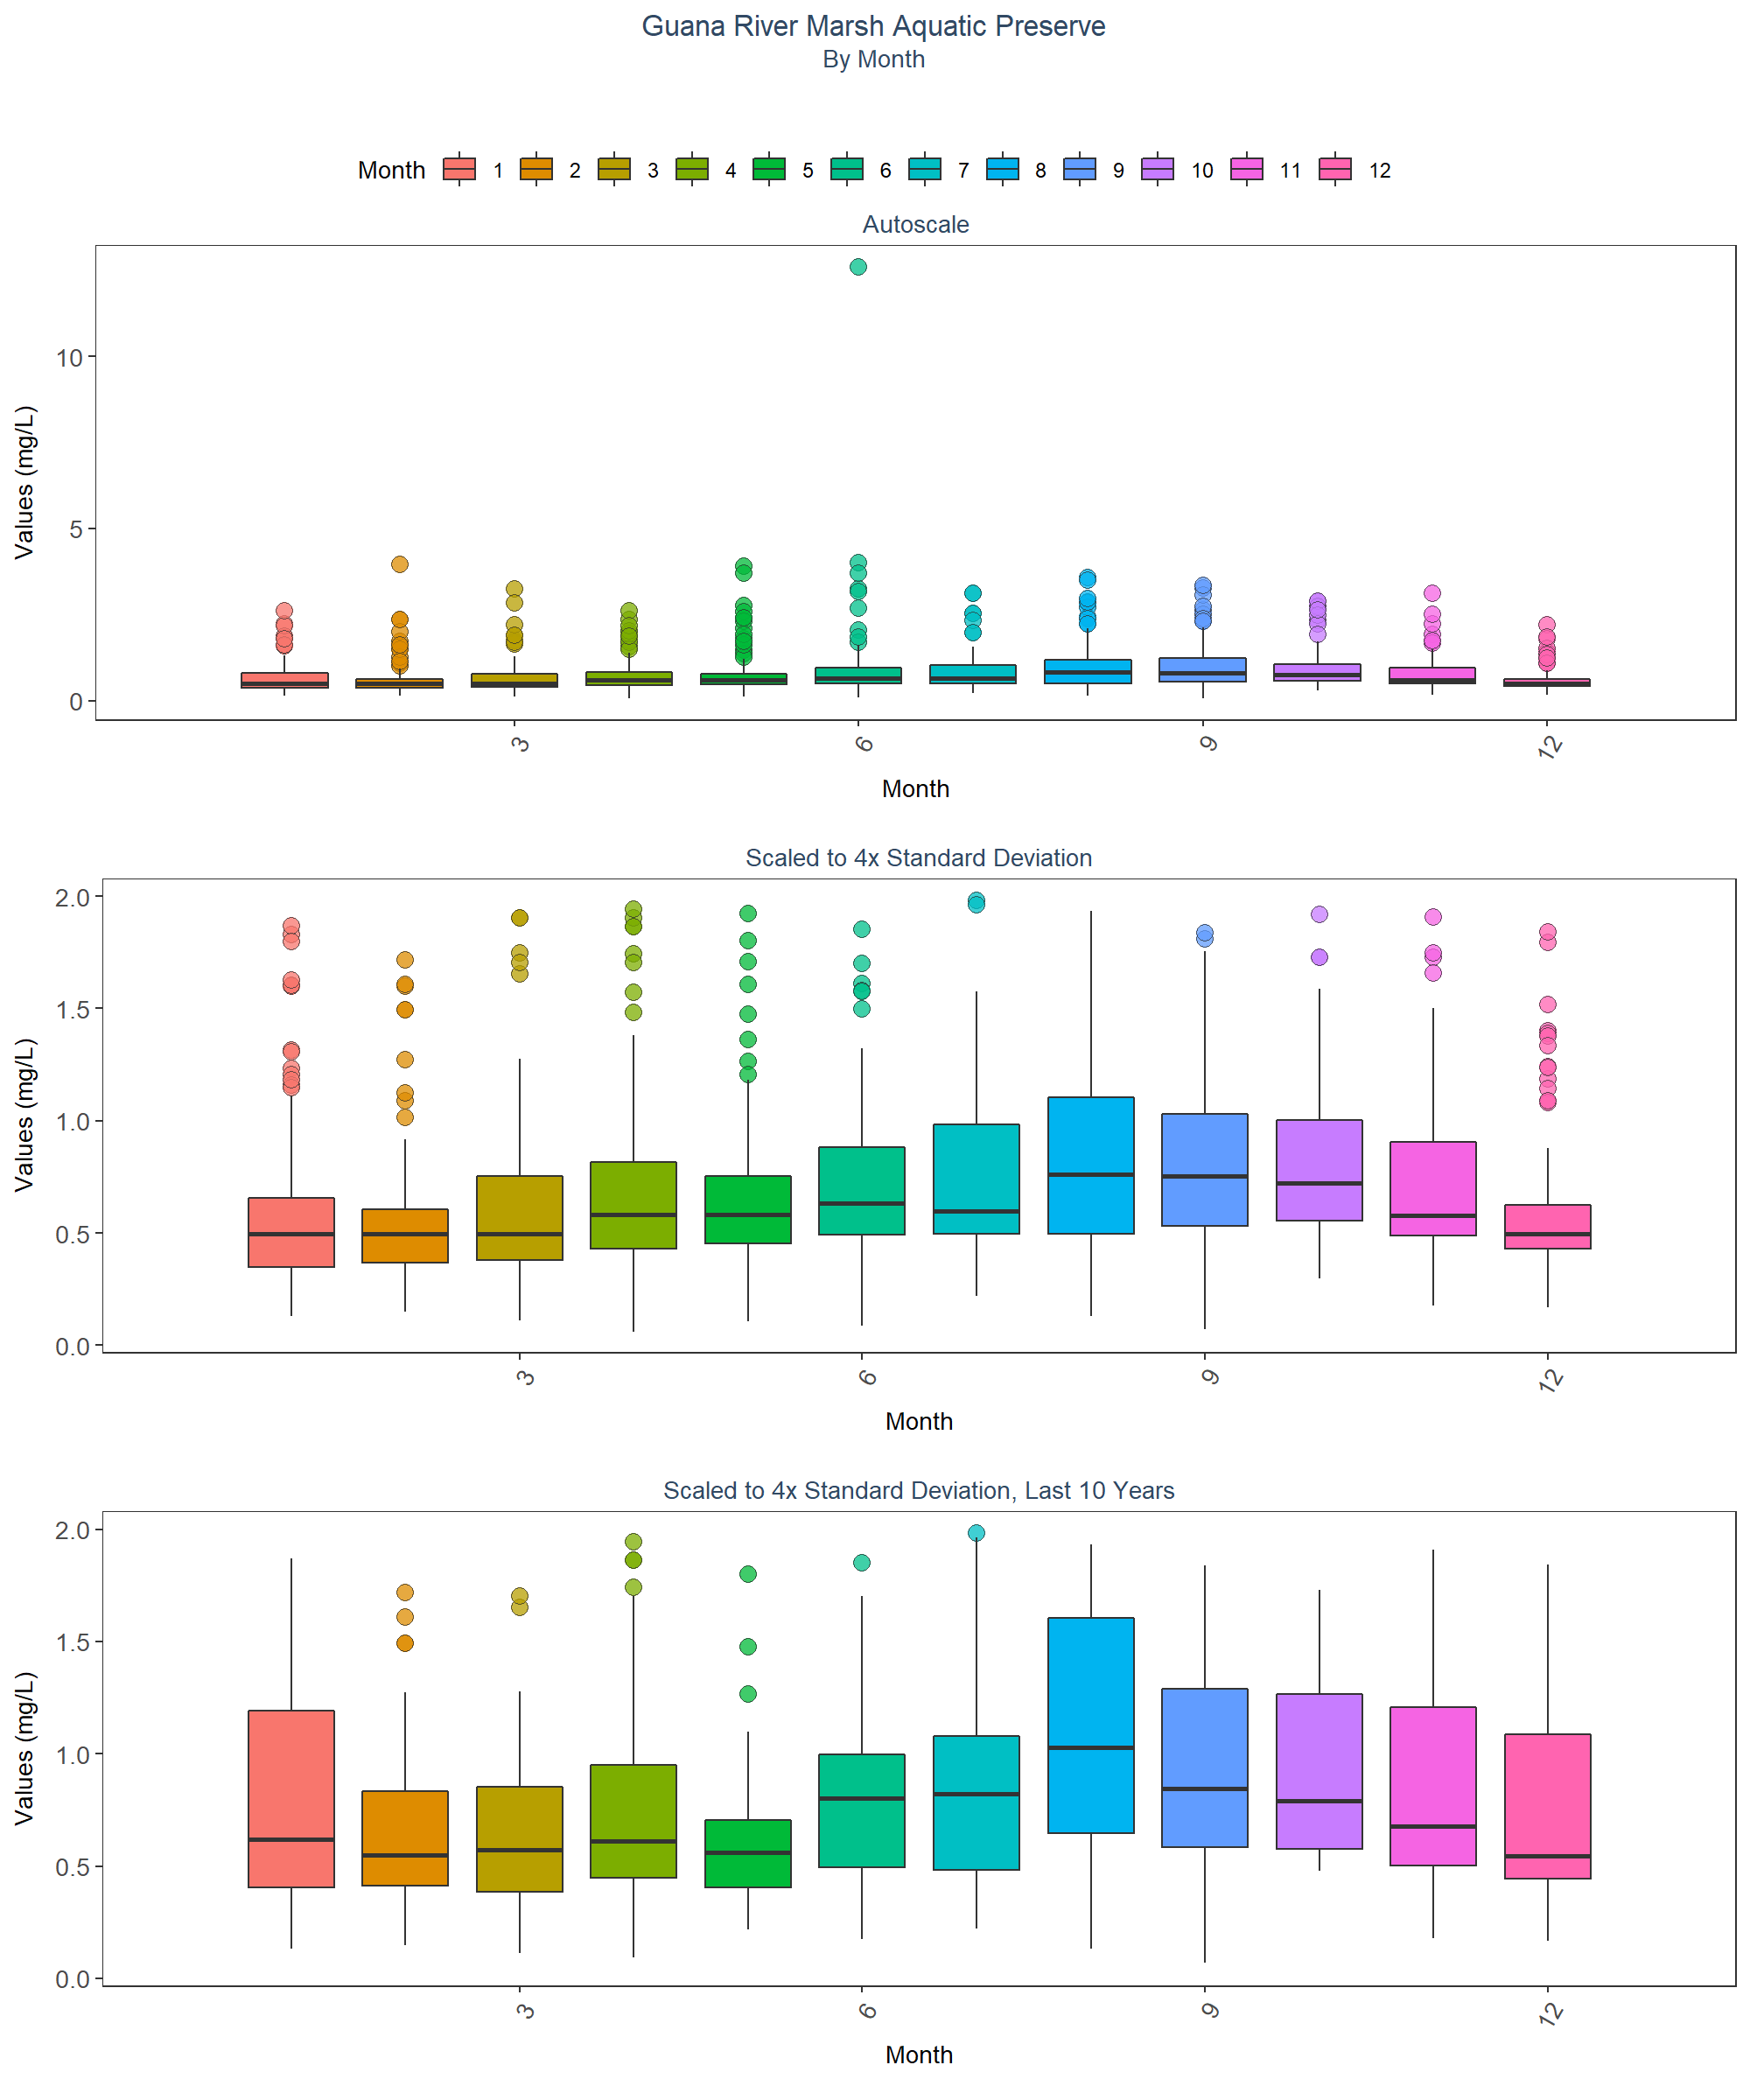 Guana River Marsh Aquatic Preserve
By Month
Month 1 2 3 4 5 6 7 8 9 10 11 12
Autoscale
Values (mg/L)
10
5
0
3 6 9 12
Month
Scaled to 4x Standard Deviation
Values (mg/L)
2.0
1.5
1.0
0.5
0.0
3 6 9 12
Month
Scaled to 4x Standard Deviation, Last 10 Years
Values (mg/L)
2.0
1.5
1.0
0.5
0.0
3 6 9 12
Month